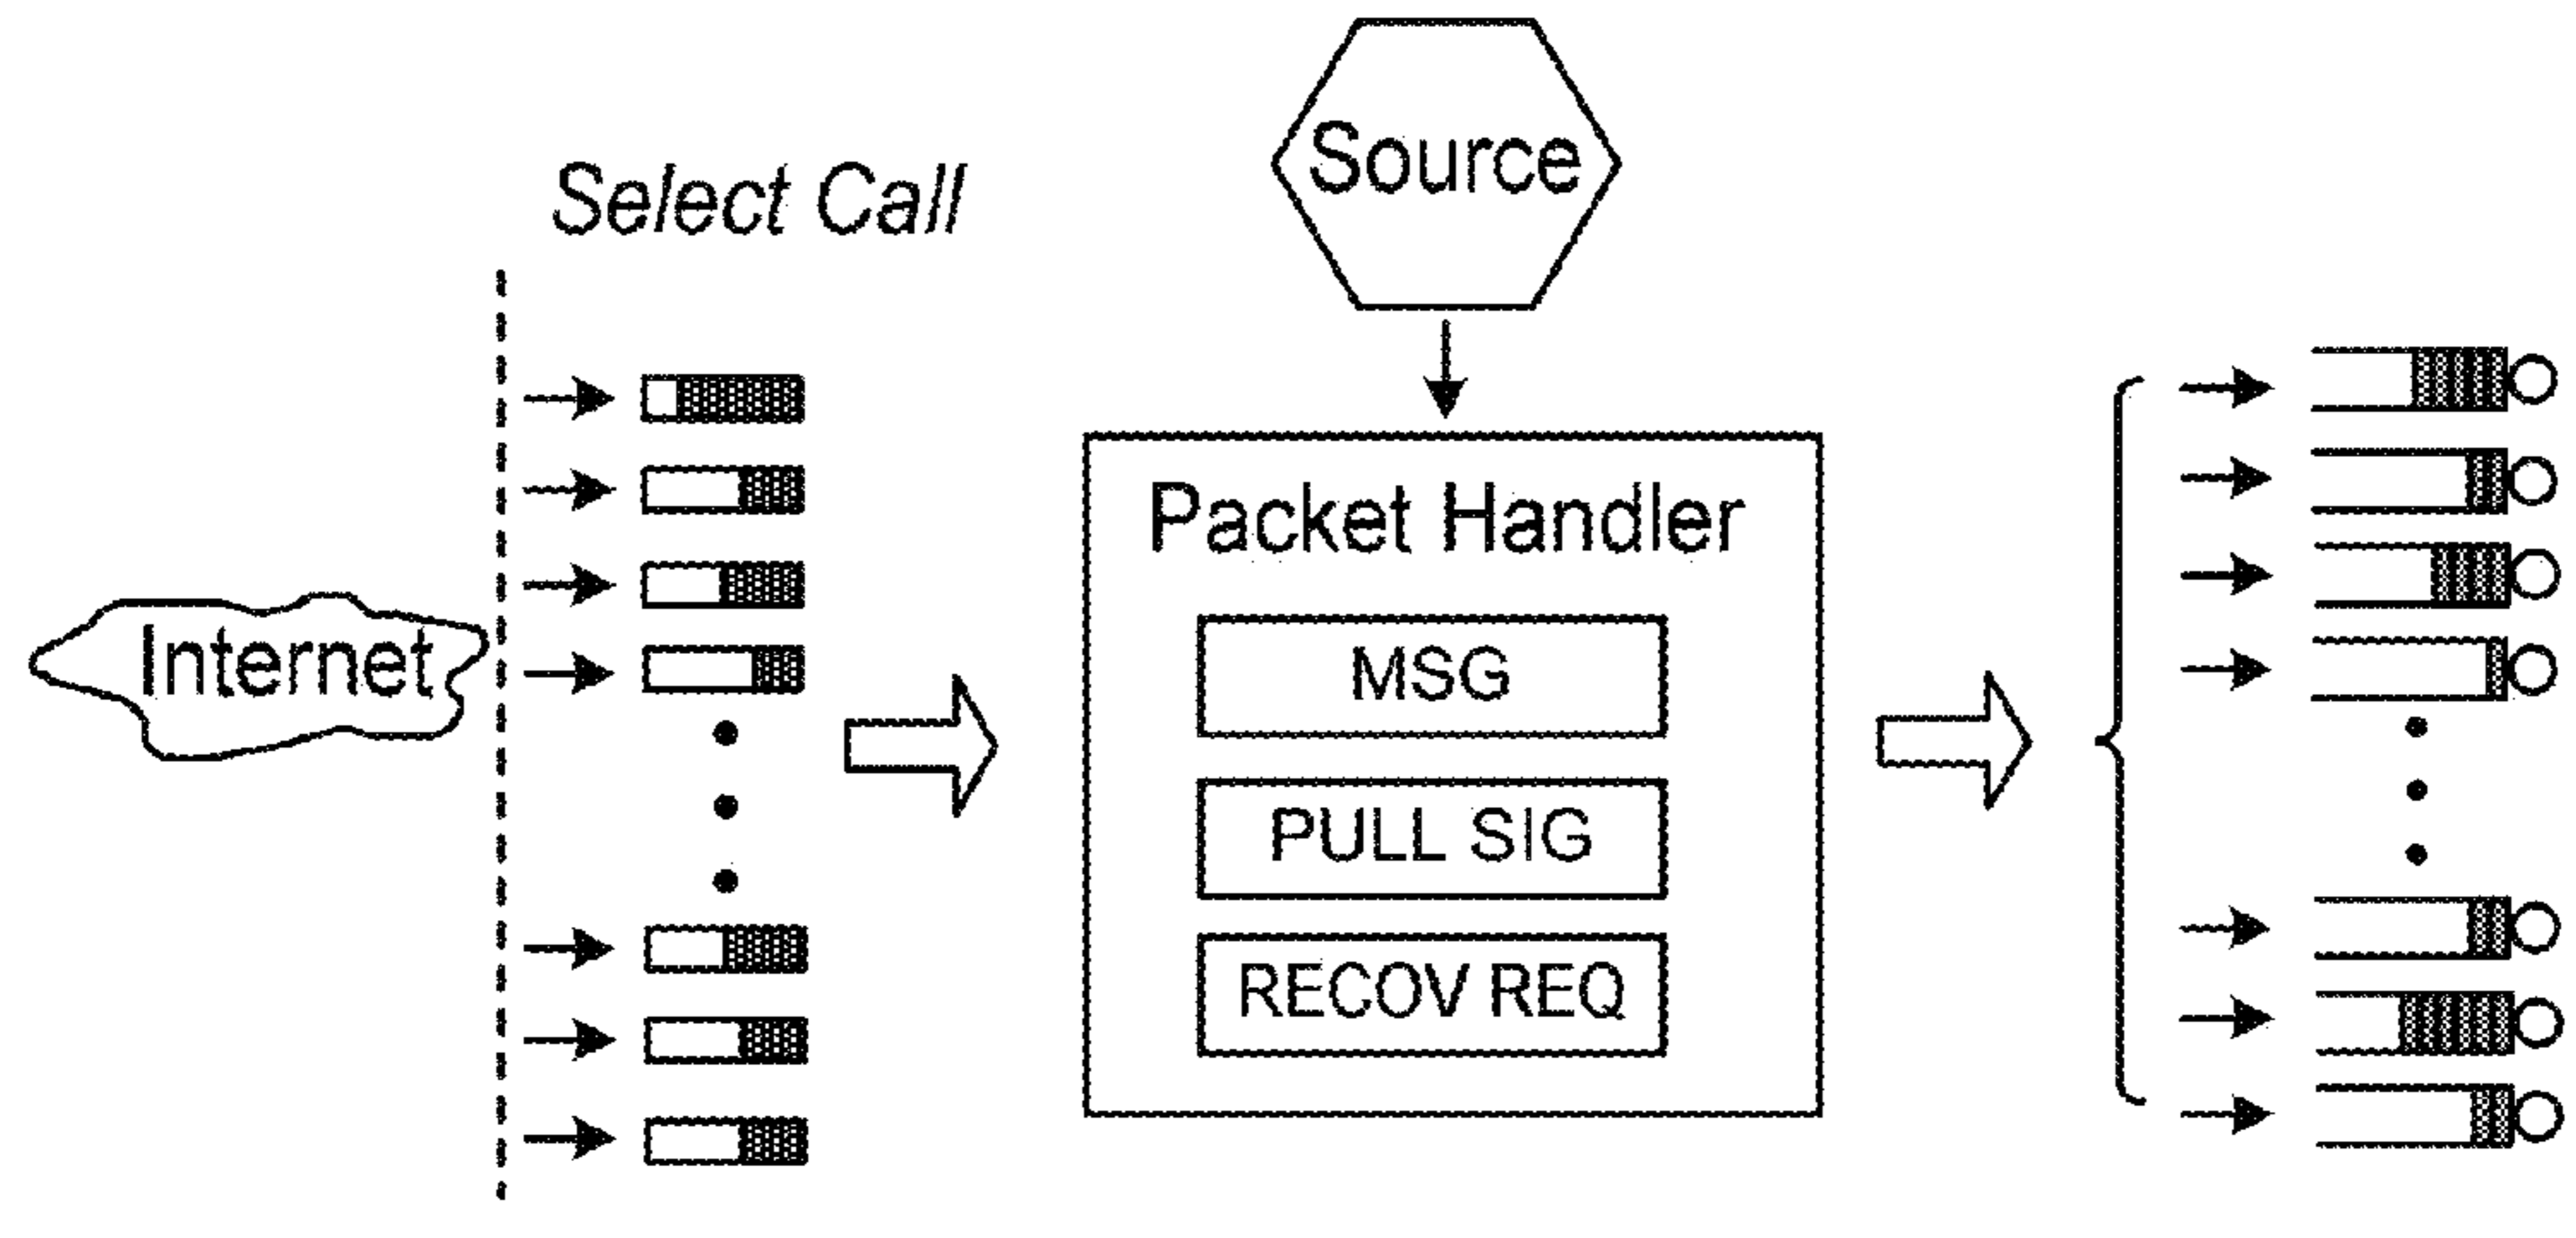 Source
Select Call
Internet
Packet Handler
MSG
PULL SIG
RECOV REQ